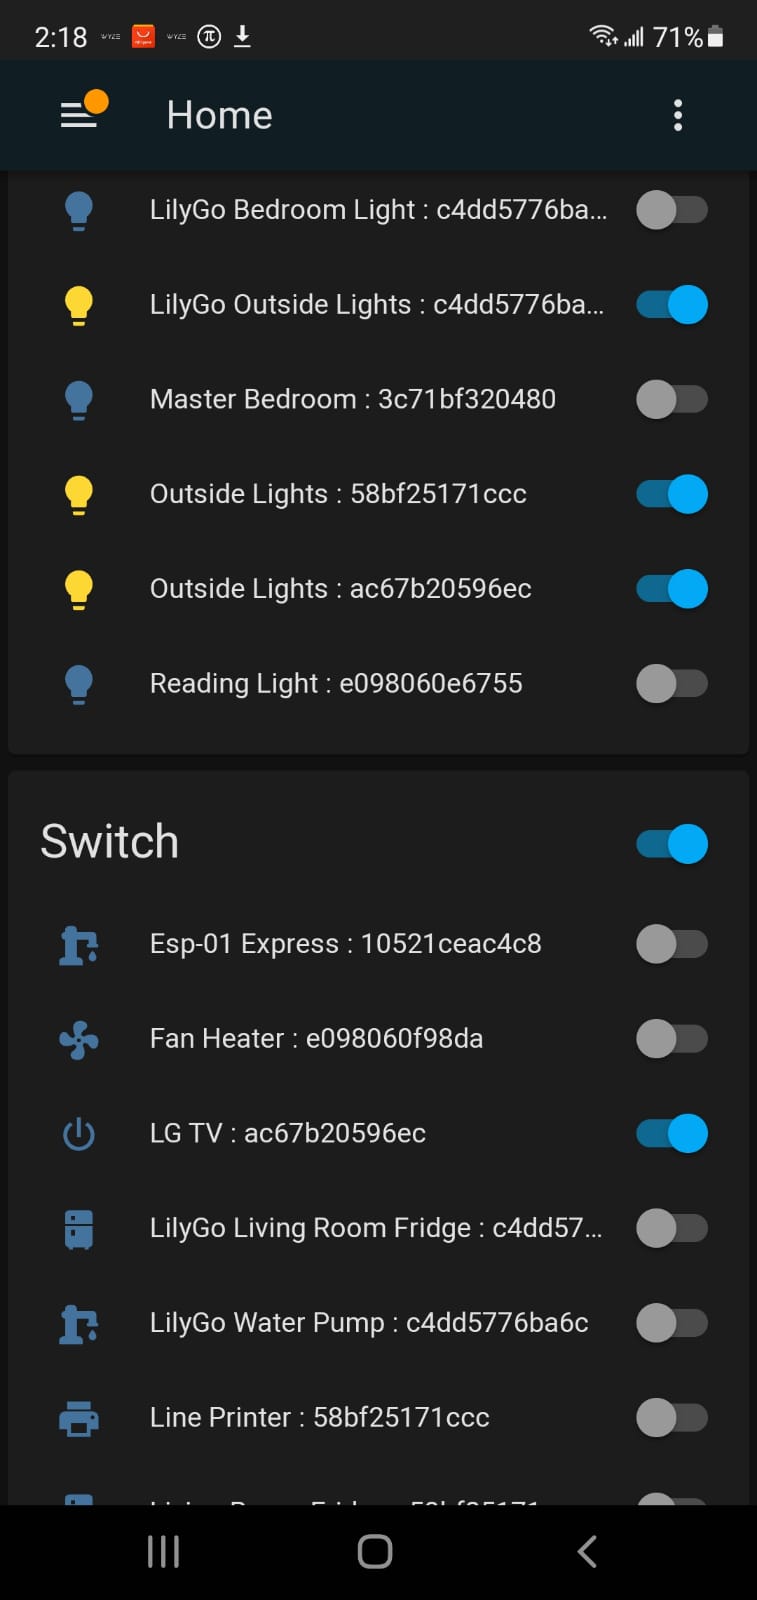 2:18 WYZE WYZE π 71%
Home
LilyGo Bedroom Light : c4dd5776ba...
LilyGo Outside Lights : c4dd5776ba...
Master Bedroom : 3c71bf320480
Outside Lights : 58bf25171ccc
Outside Lights : ac67b20596ec
Reading Light : e098060e6755
Switch
Esp-01 Express : 10521ceac4c8
Fan Heater : e098060f98da
LG TV : ac67b20596ec
LilyGo Living Room Fridge : c4dd57...
LilyGo Water Pump : c4dd5776ba6c
Line Printer : 58bf25171ccc